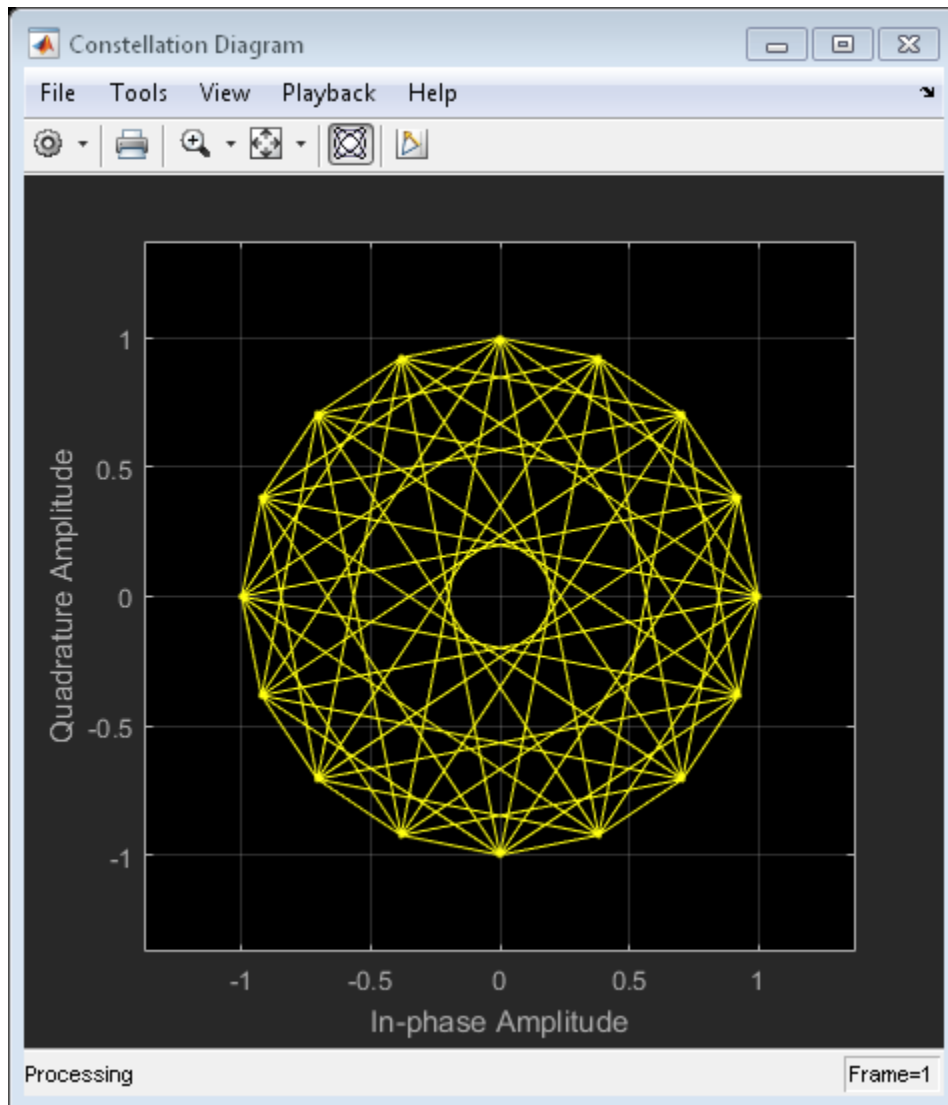 Constellation Diagram
File Tools View Playback Help
1
0.5
0
-0.5
-1
Quadrature Amplitude
-1 -0.5 0 0.5 1
In-phase Amplitude
Processing Frame=1